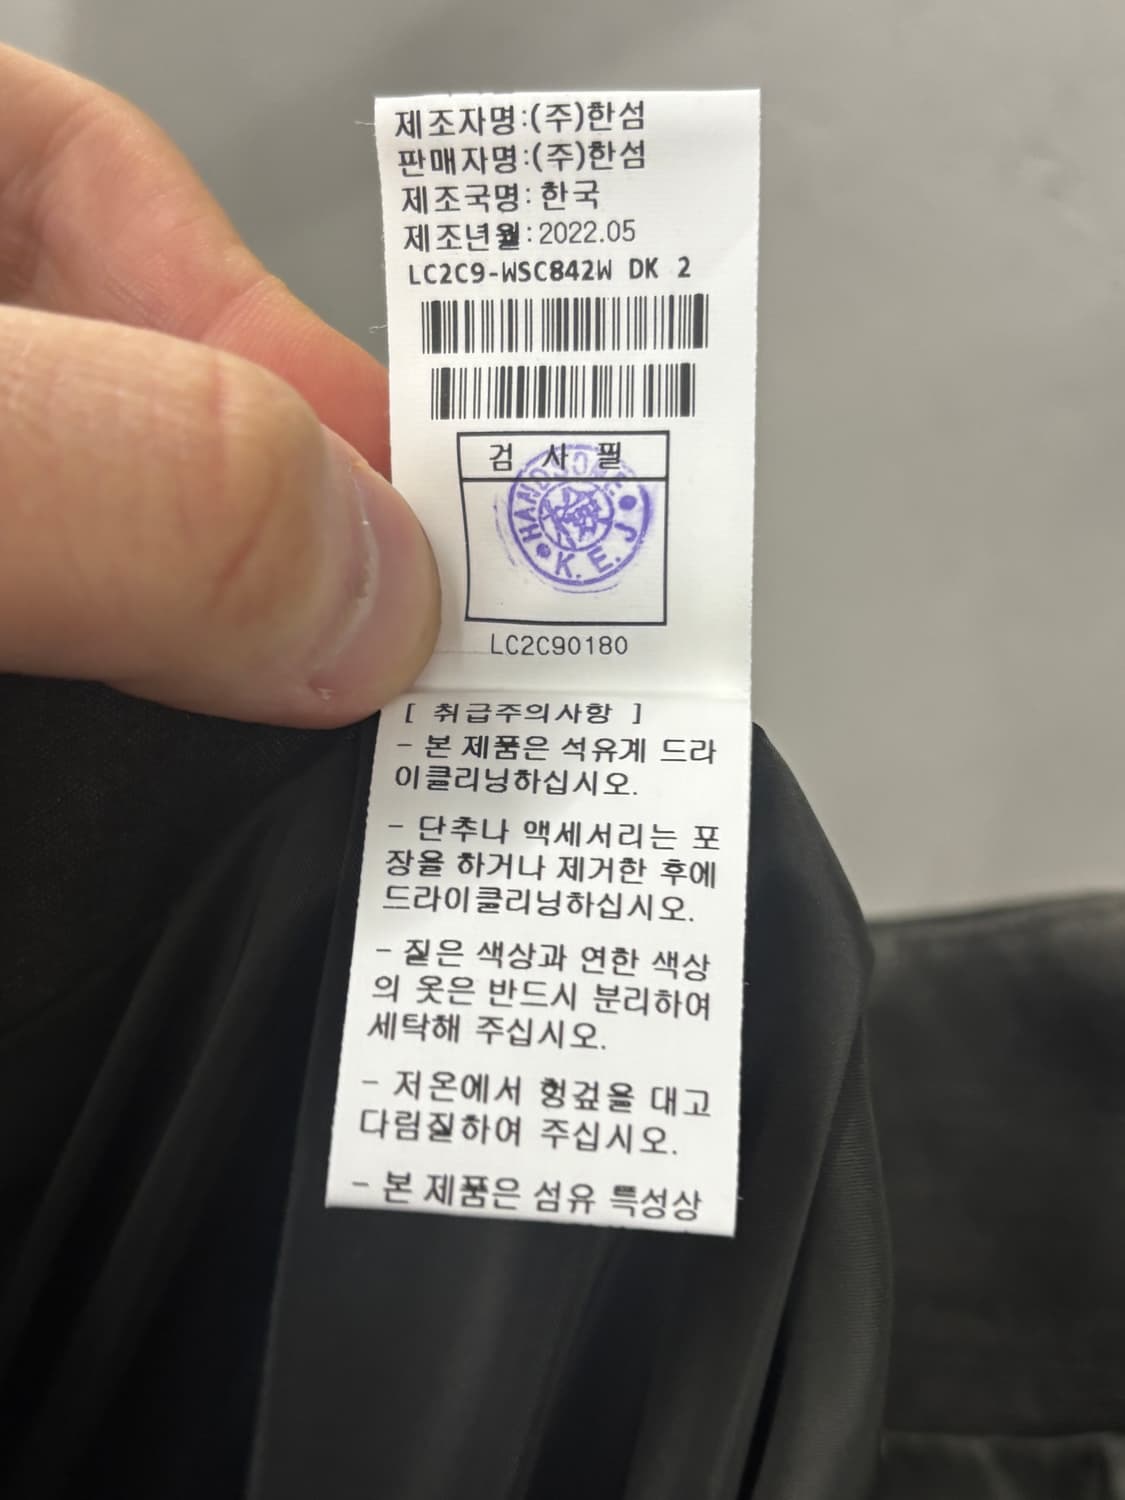 제조자명:(주)한섬
판매자명:(주)한섬
제조국명: 한국
제조년월:2022.05
LC2C9-WSC842W DK 2
검 사 필
HANDSOME
檢
K.E.J
LC2C90180
[ 취급주의사항 ]
- 본 제품은 석유계 드라
이클리닝하십시오.
- 단추나 액세서리는 포
장을 하거나 제거한 후에
드라이클리닝하십시오.
- 짙은 색상과 연한 색상
의 옷은 반드시 분리하여
세탁해 주십시오.
- 저온에서 헝겊을 대고
다림질하여 주십시오.
- 본 제품은 섬유 특성상